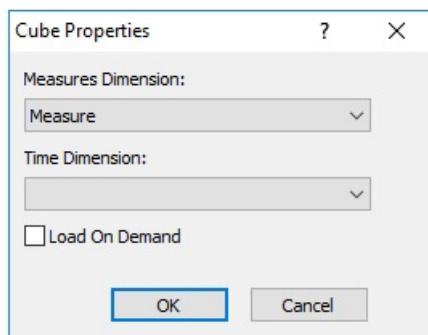 Cube Properties ? X
Measures Dimension:
Measure
Time Dimension:
Load On Demand
OK Cancel